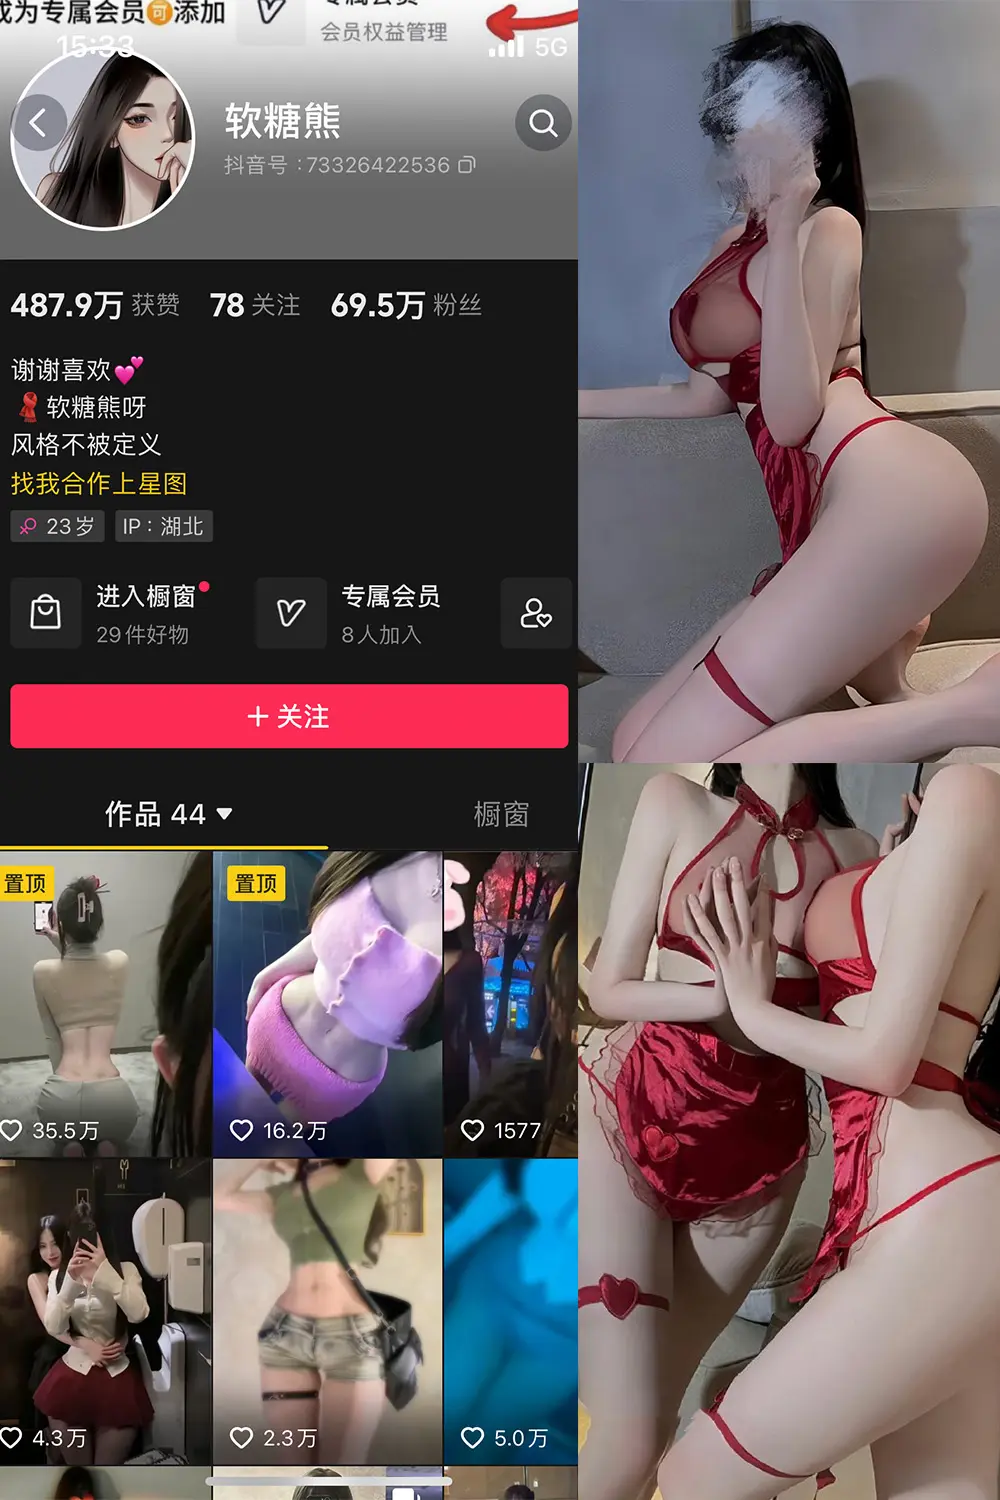 成为专属会员可添加
会员权益管理
15:33
5G
软糖熊
抖音号：73326422536
487.9万 获赞 78 关注 69.5万 粉丝
谢谢喜欢
软糖熊呀
风格不被定义
找我合作上星图
23岁 IP：湖北
进入橱窗 专属会员
29件好物 8人加入
+ 关注
作品 44 橱窗
置顶 置顶
35.5万 16.2万 1577
4.3万 2.3万 5.0万